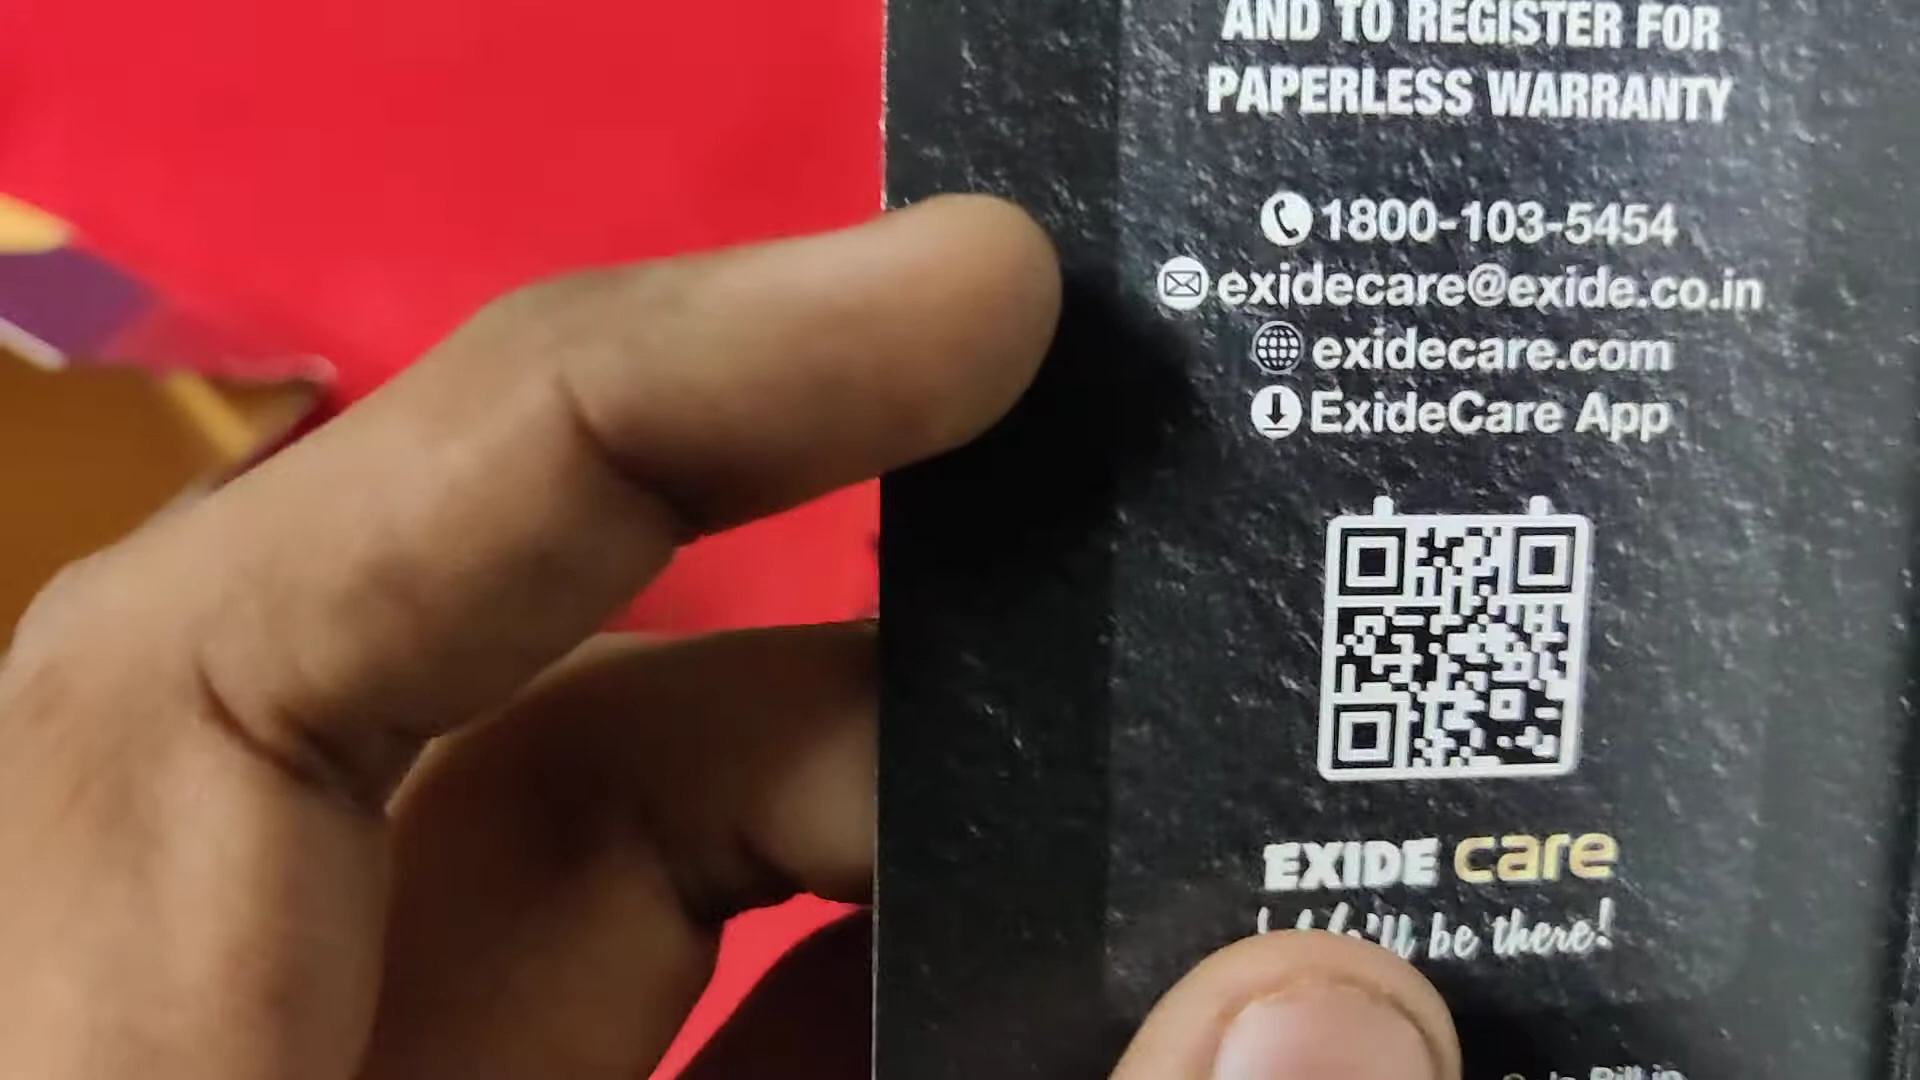 AND TO REGISTER FOR
PAPERLESS WARRANTY
1800-103-5454
exidecare@exide.co.in
exidecare.com
ExideCare App
EXIDE care
be there!